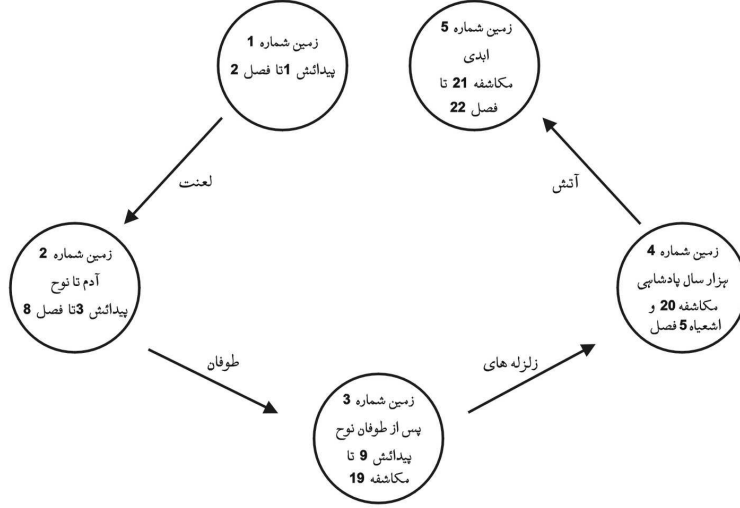 زمین شماره 1
پیدائش 1تا فصل 2
لعنت
زمین شماره 2
آدم تا نوح
پیدائش 3تا فصل 8
طوفان
زمین شماره 3
پس از طوفان نوح
پیدائش 9 تا
مکاشفه 19
زلزله های
زمین شماره 4
هزار سال پادشاهی
مکاشفه 20 و
اشعیاه 5 فصل
آتش
زمین شماره 5
ابدی
مکاشفه 21 تا
فصل 22